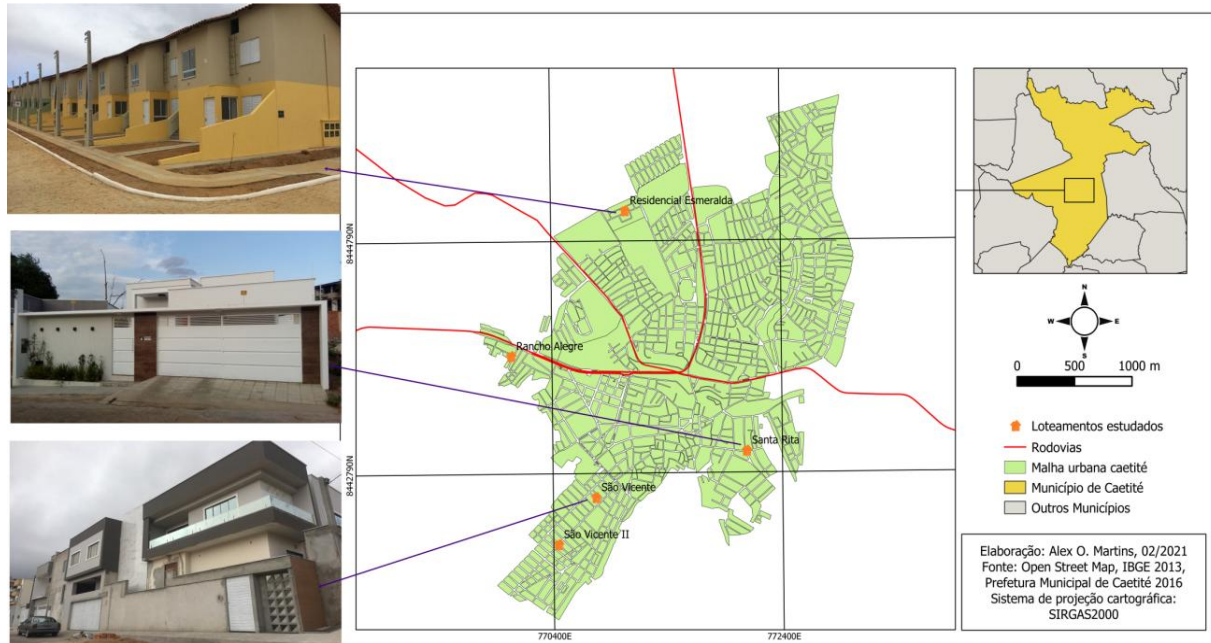 Residencial Esmeralda
8444790N
Rancho Alegre
Santa Rita
8442790N
São Vicente
São Vicente II
770400E
772400E
N
W
E
S
0 500 1000 m
Loteamentos estudados
Rodovias
Malha urbana caetité
Município de Caetité
Outros Municípios
Elaboração: Alex O. Martins, 02/2021
Fonte: Open Street Map, IBGE 2013,
Prefeitura Municipal de Caetité 2016
Sistema de projeção cartográfica:
SIRGAS2000